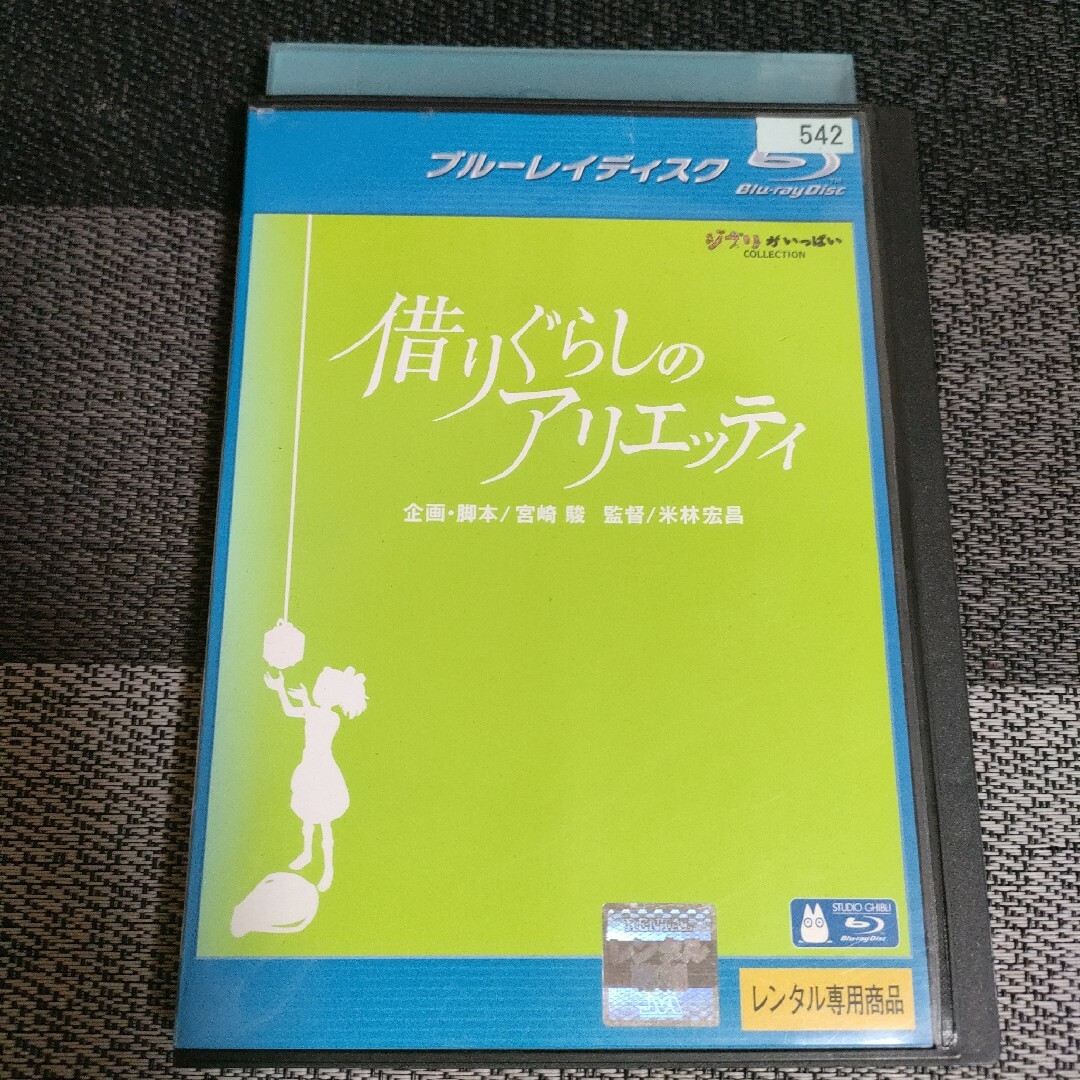 542
ブルーレイディスク
Blu-ray Disc
ジブリがいっぱい
COLLECTION
借りぐらしの
アリエッティ
企画・脚本/宮崎 駿 監督/米林宏昌
STUDIO GHIBLI
Blu-ray Disc
RENTAL
レンタル専用商品